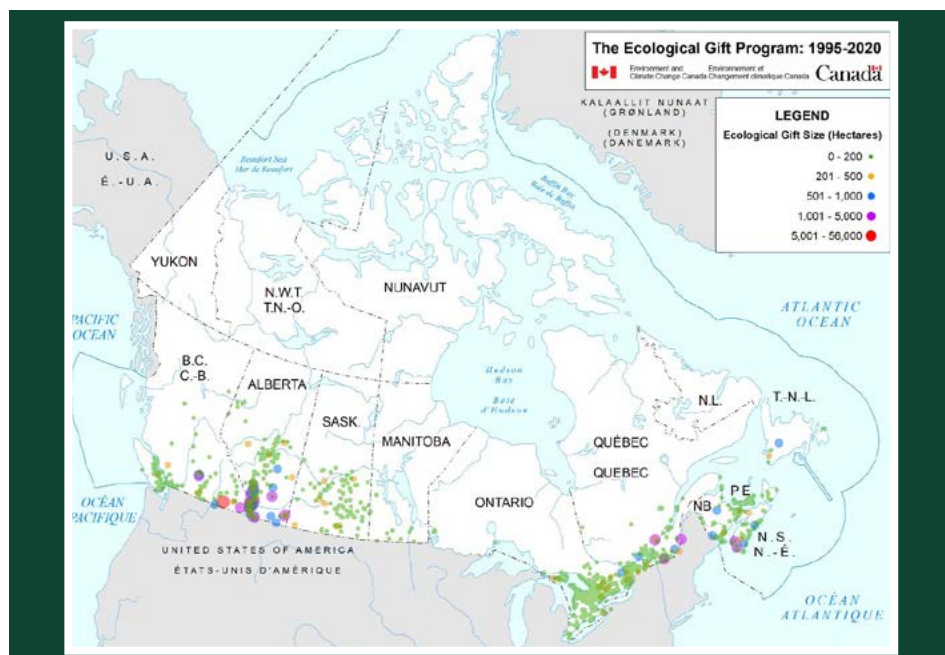 The Ecological Gift Program: 1995-2020
Environment and
Climate Change Canada
Environnement et
Changement climatique Canada
Canada
KALAALLIT NUNAAT
(GRØNLAND)
(DENMARK)
(DANEMARK)
LEGEND
Ecological Gift Size (Hectares)
0 - 200
201 - 500
501 - 1,000
1,001 - 5,000
5,001 - 56,000
U.S.A.
É.-U.A.
Beaufort Sea
Mer de Beaufort
Baffin Bay
Baie de Baffin
YUKON
N.W.T.
T.N.-O.
NUNAVUT
PACIFIC
OCEAN
ATLANTIC
OCEAN
B.C.
C.-B.
ALBERTA
SASK.
MANITOBA
Hudson
Bay
Baie
d'Hudson
N.L.
T.-N.-L.
QUÉBEC
QUEBEC
ONTARIO
NB
P.E.
N.S.
N.-É.
OCÉAN
PACIFIQUE
UNITED STATES OF AMERICA
ÉTATS-UNIS D'AMÉRIQUE
OCÉAN
ATLANTIQUE